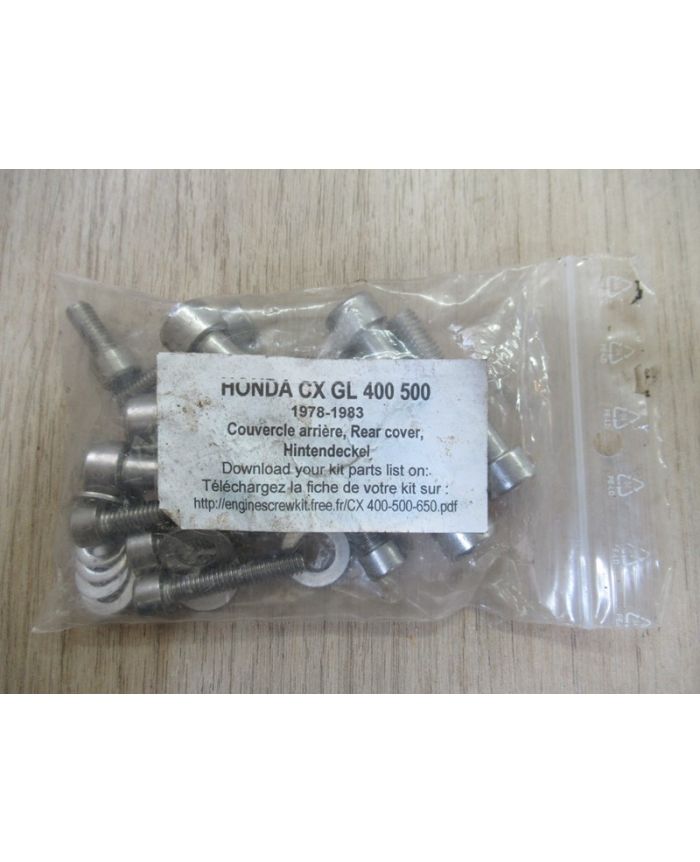 HONDA CX GL 400 500
1978-1983
Couvercle arrière, Rear cover,
Hintendeckel
Download your kit parts list on:
Téléchargez la fiche de votre kit sur :
http://enginescrewkit.free.fr/CX 400-500-650.pdf